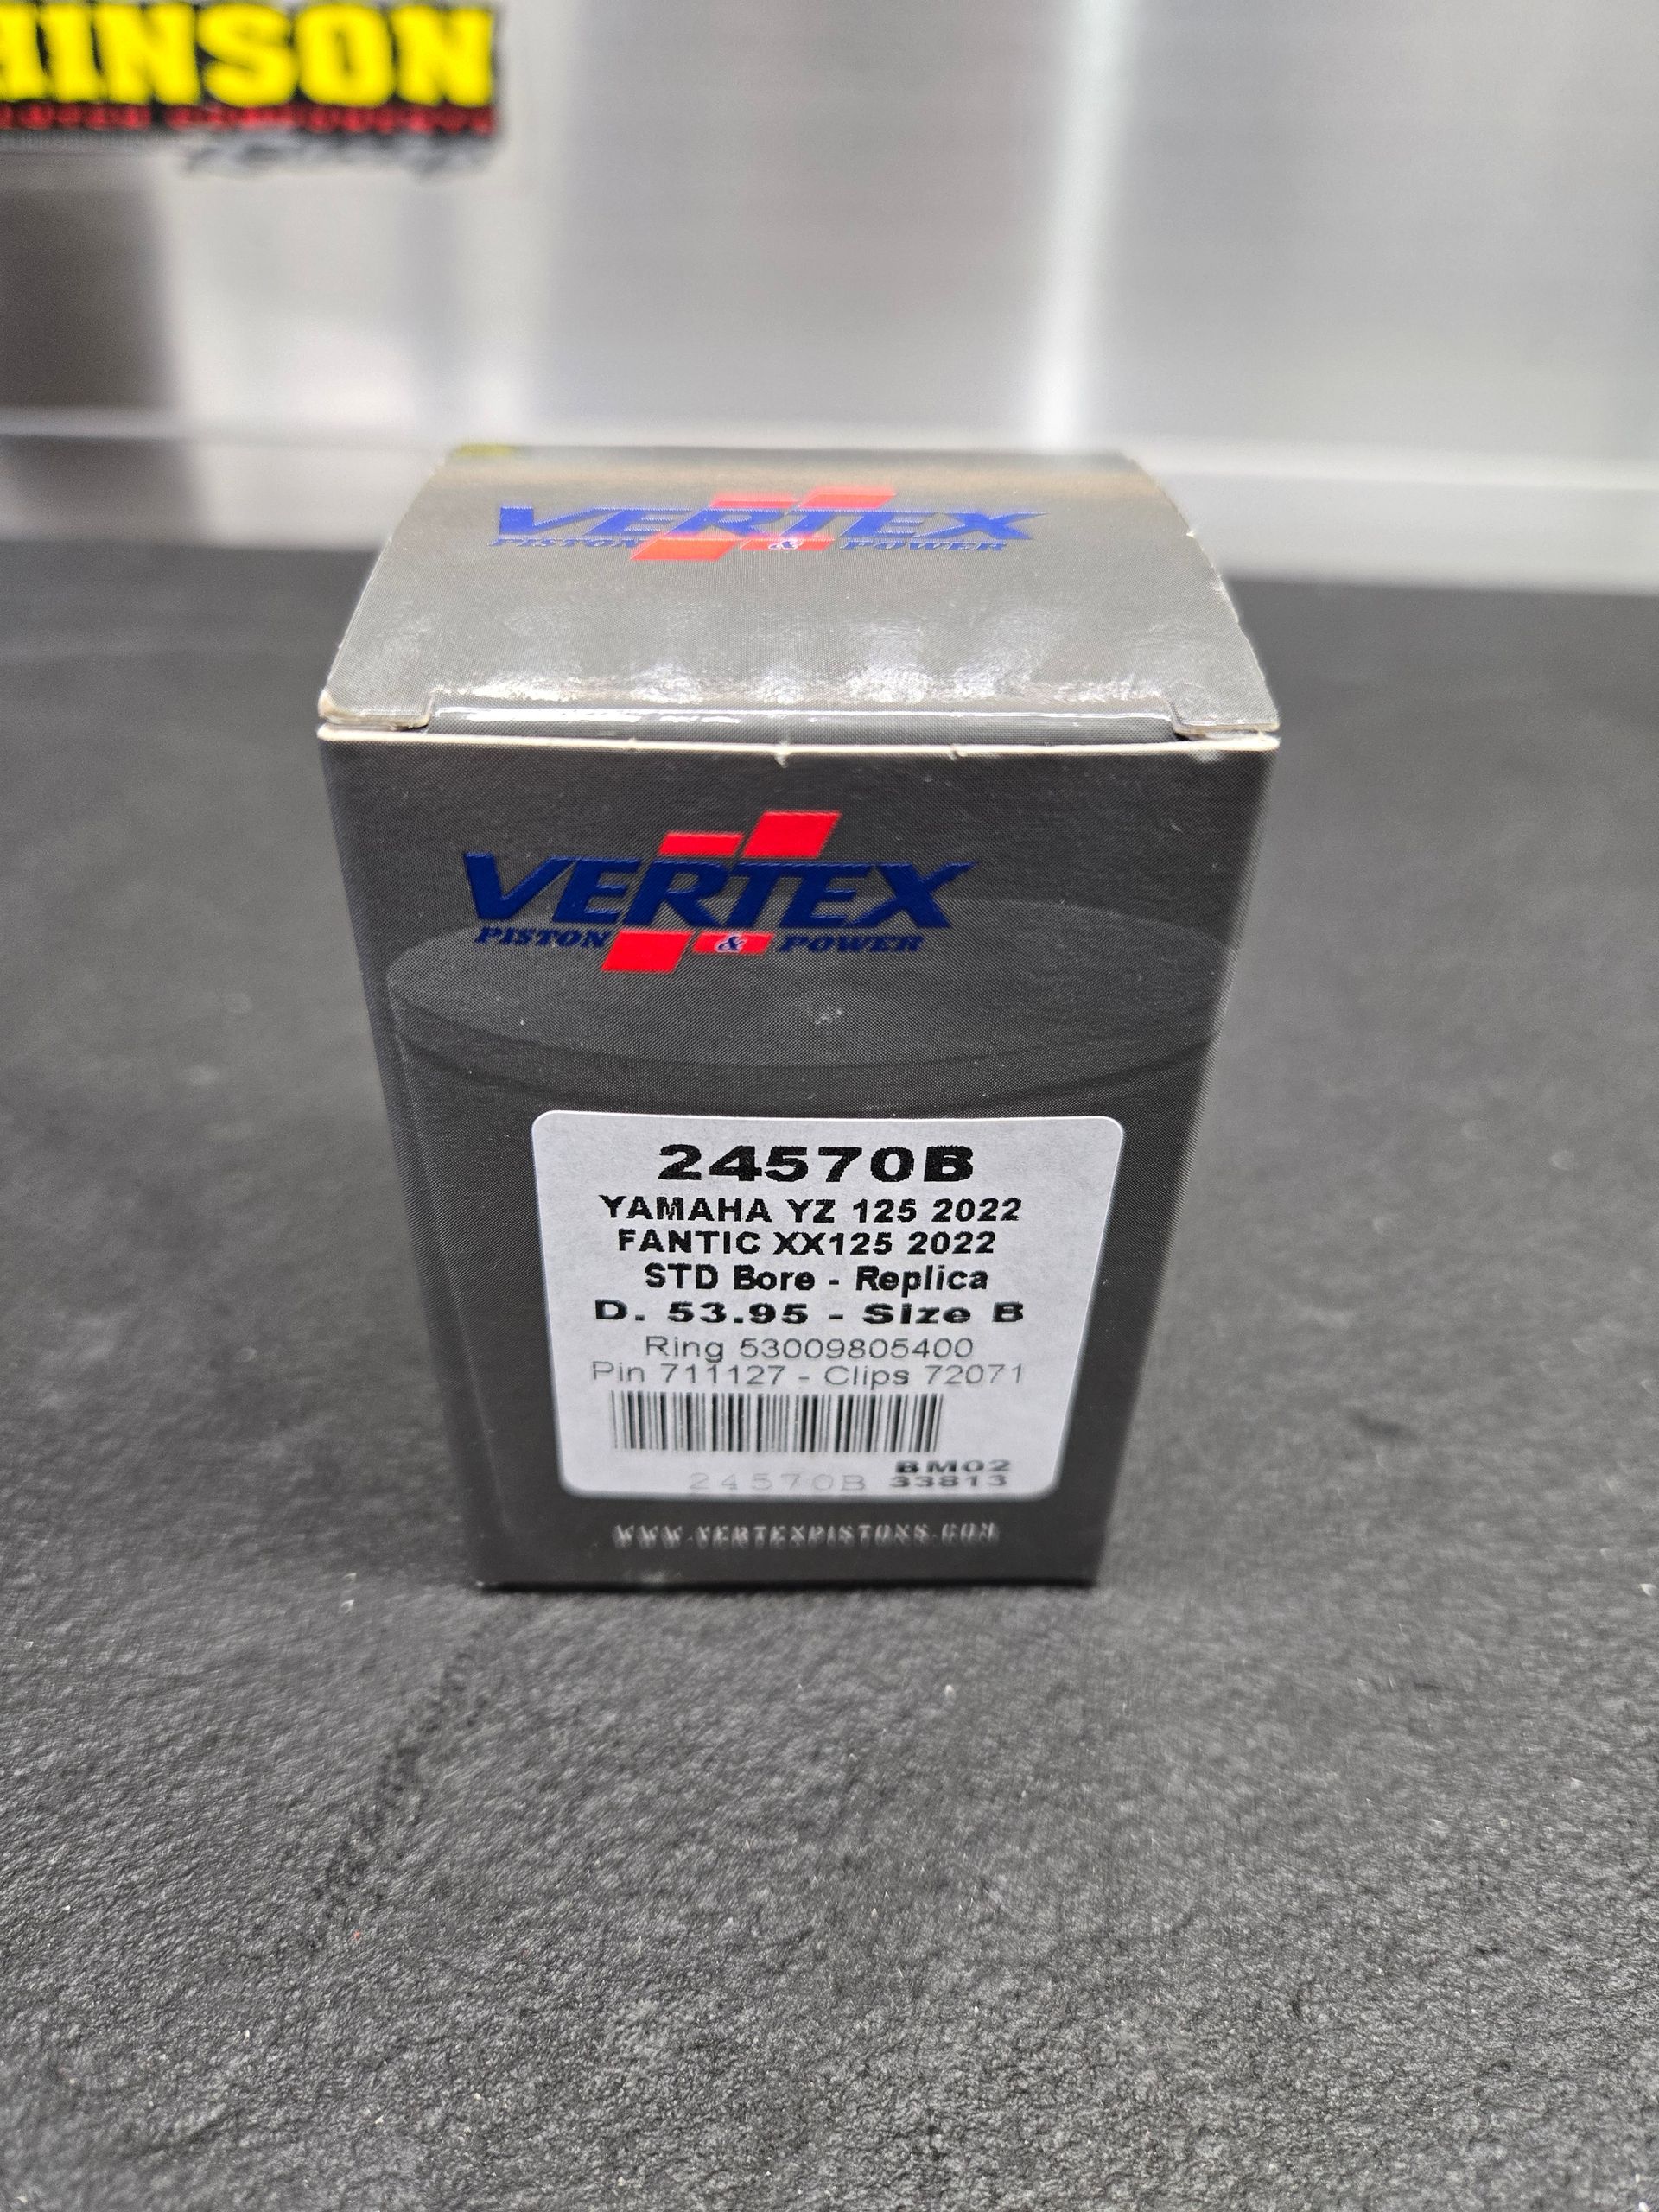 HINSON
VERTEX
PISTON & POWER
VERTEX
PISTON & POWER
24570B
YAMAHA YZ 125 2022
FANTIC XX125 2022
STD Bore - Replica
D. 53.95 - Size B
Ring 53009805400
Pin 711127 - Clips 72071
24570B BM02
33813
WWW.VERTEXPISTONS.COM